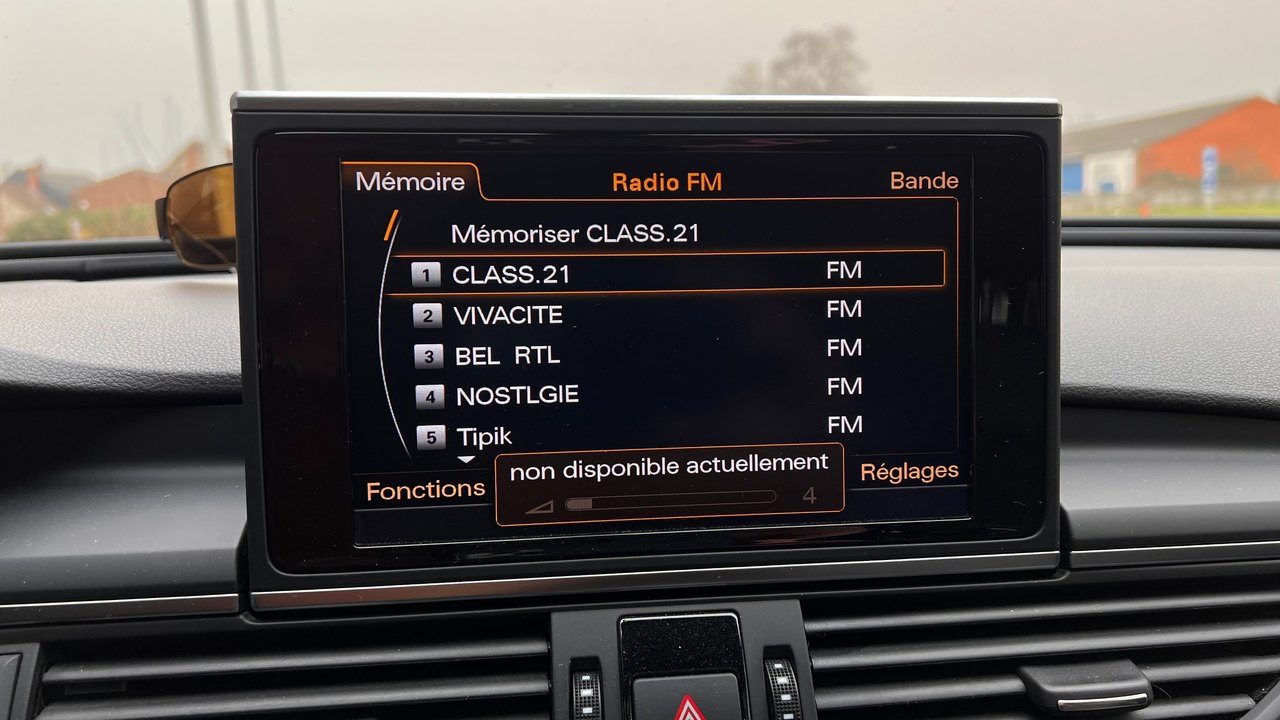 Mémoire Radio FM Bande
Mémoriser CLASS.21
1 CLASS.21 FM
2 VIVACITE FM
3 BEL RTL FM
4 NOSTLGIE FM
5 Tipik FM
non disponible actuellement
4
Fonctions Réglages